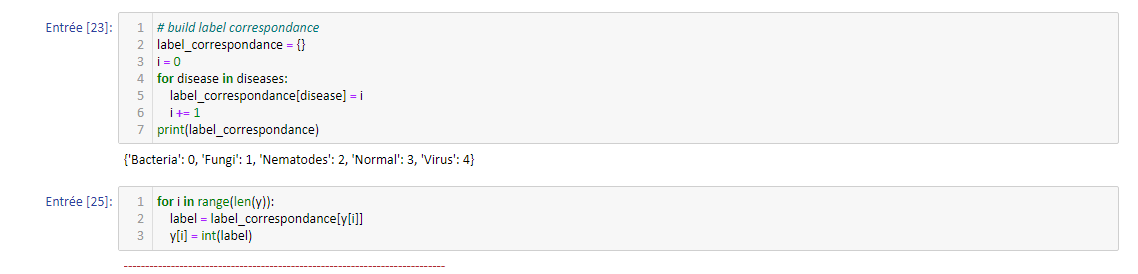 Entrée [23]:
1 # build label correspondance
2 label_correspondance = {}
3 i = 0
4 for disease in diseases:
5 label_correspondance[disease] = i
6 i += 1
7 print(label_correspondance)
{'Bacteria': 0, 'Fungi': 1, 'Nematodes': 2, 'Normal': 3, 'Virus': 4}
Entrée [25]:
1 for i in range(len(y)):
2 label = label_correspondance[y[i]]
3 y[i] = int(label)
---------------------------------------------------------------------------